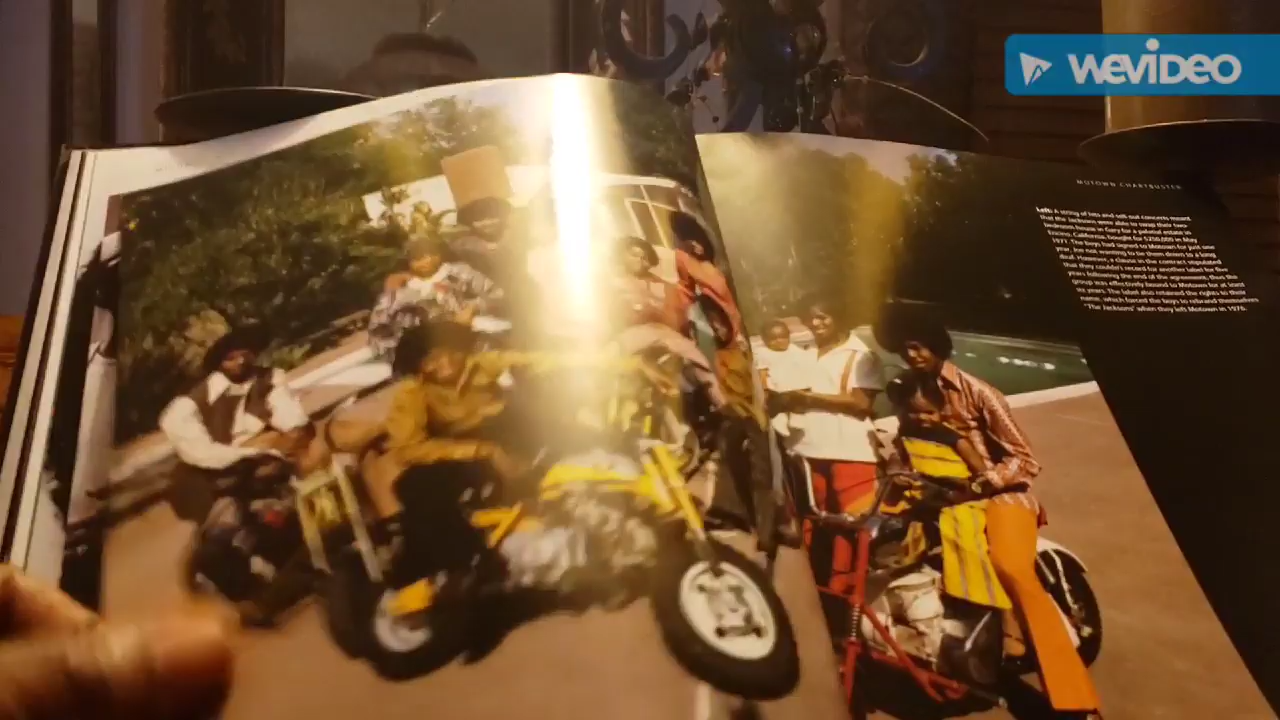 WEVIDEO
MOTOWN CHARTBUSTER
Left: A string of hits and sell-out concerts meant
that the Jacksons were able to swap their two
bedroom house in Gary for a palatial estate in
Encino, California, bought for $250,000 in May
1971. The boys had signed to Motown for just one
year, Joe not wanting to tie them down to a long
deal. However, a clause in the contract stipulated
that they couldn't record for another label for five
years following the end of the agreement, thus the
group was effectively bound to Motown for at least
six years. The label also retained the rights to their
name, which forced the boys to rebrand themselves
"The Jacksons" when they left Motown in 1976.